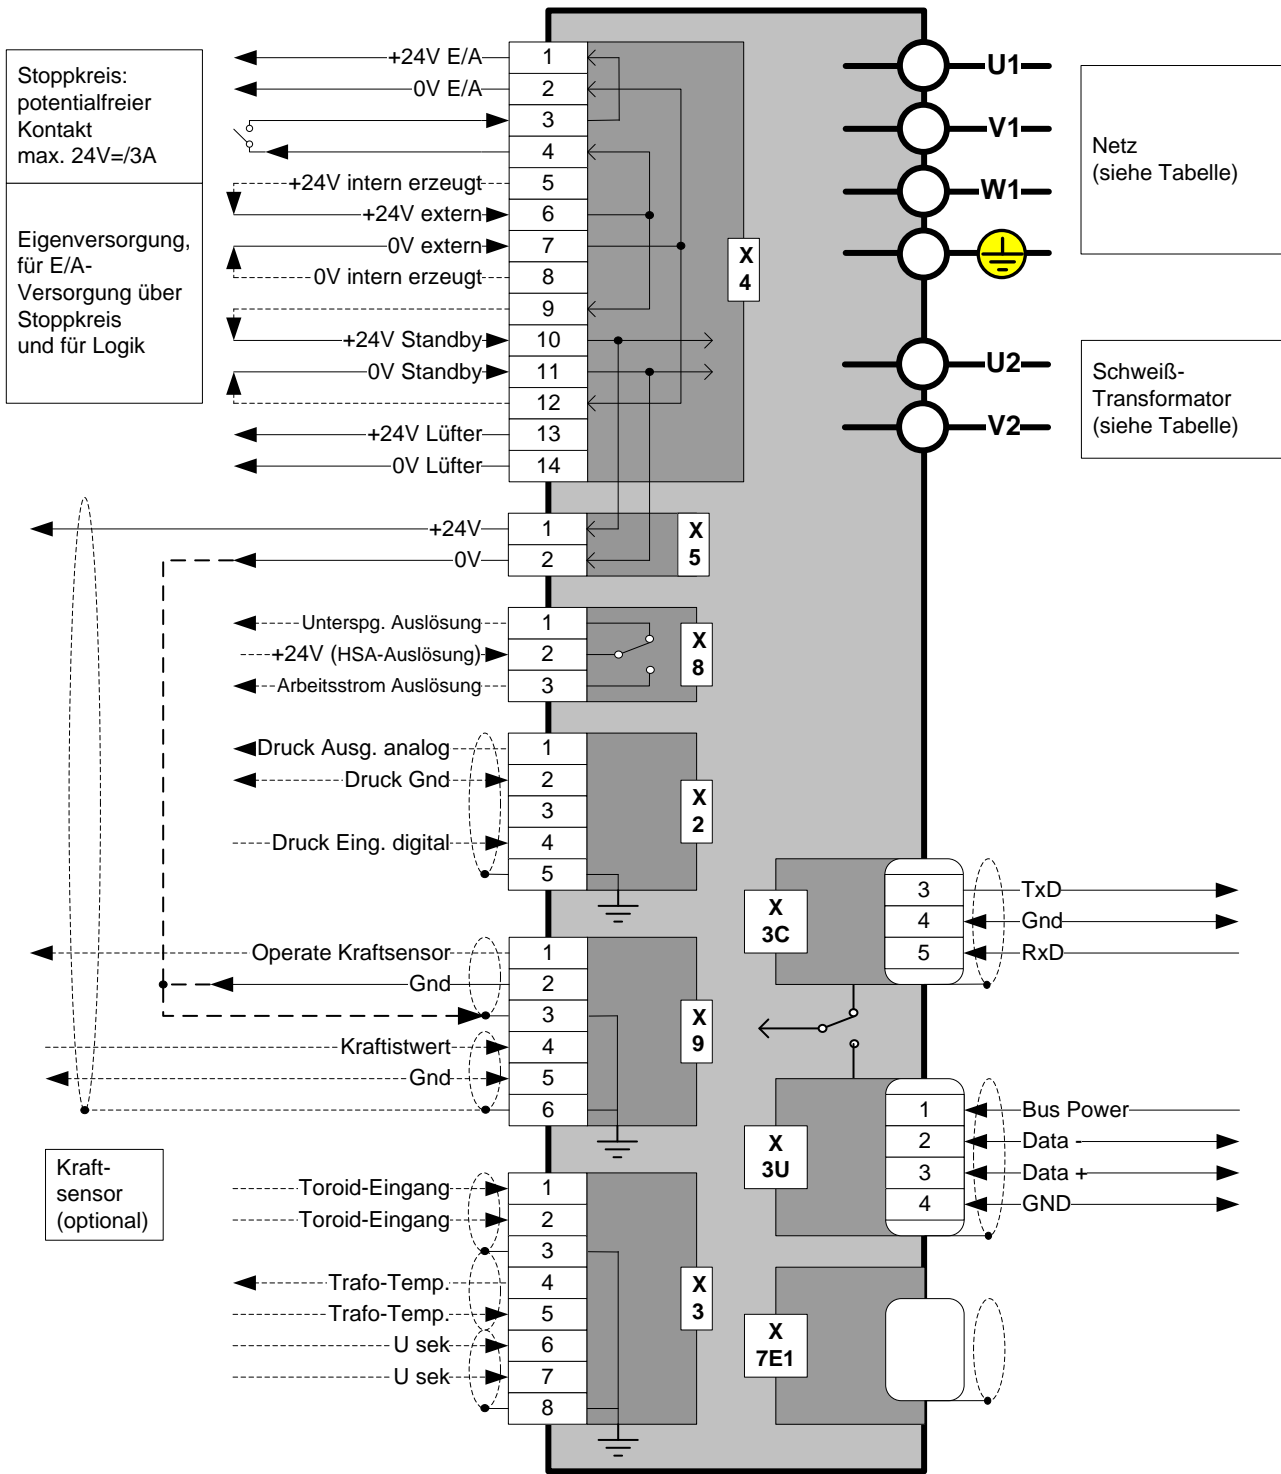 Stoppkreis:
potentialfreier
Kontakt
max. 24V=/3A
Eigenversorgung,
für E/A-
Versorgung über
Stoppkreis
und für Logik
+24V E/A 1
0V E/A 2
3
4
+24V intern erzeugt 5
+24V extern 6
0V extern 7
0V intern erzeugt 8
9
+24V Standby 10
0V Standby 11
12
+24V Lüfter 13
0V Lüfter 14
X
4
+24V 1
0V 2
X
5
Unterspg. Auslösung 1
+24V (HSA-Auslösung) 2
Arbeitsstrom Auslösung 3
X
8
Druck Ausg. analog 1
Druck Gnd 2
3
Druck Eing. digital 4
5
X
2
Operate Kraftsensor 1
Gnd 2
3
Kraftistwert 4
Gnd 5
6
X
9
Kraft-
sensor
(optional)
Toroid-Eingang 1
Toroid-Eingang 2
3
Trafo-Temp. 4
Trafo-Temp. 5
U sek 6
U sek 7
8
X
3
U1
V1
W1
Netz
(siehe Tabelle)
U2
V2
Schweiß-
Transformator
(siehe Tabelle)
X
3C
3 TxD
4 Gnd
5 RxD
X
3U
1 Bus Power
2 Data -
3 Data +
4 GND
X
7E1